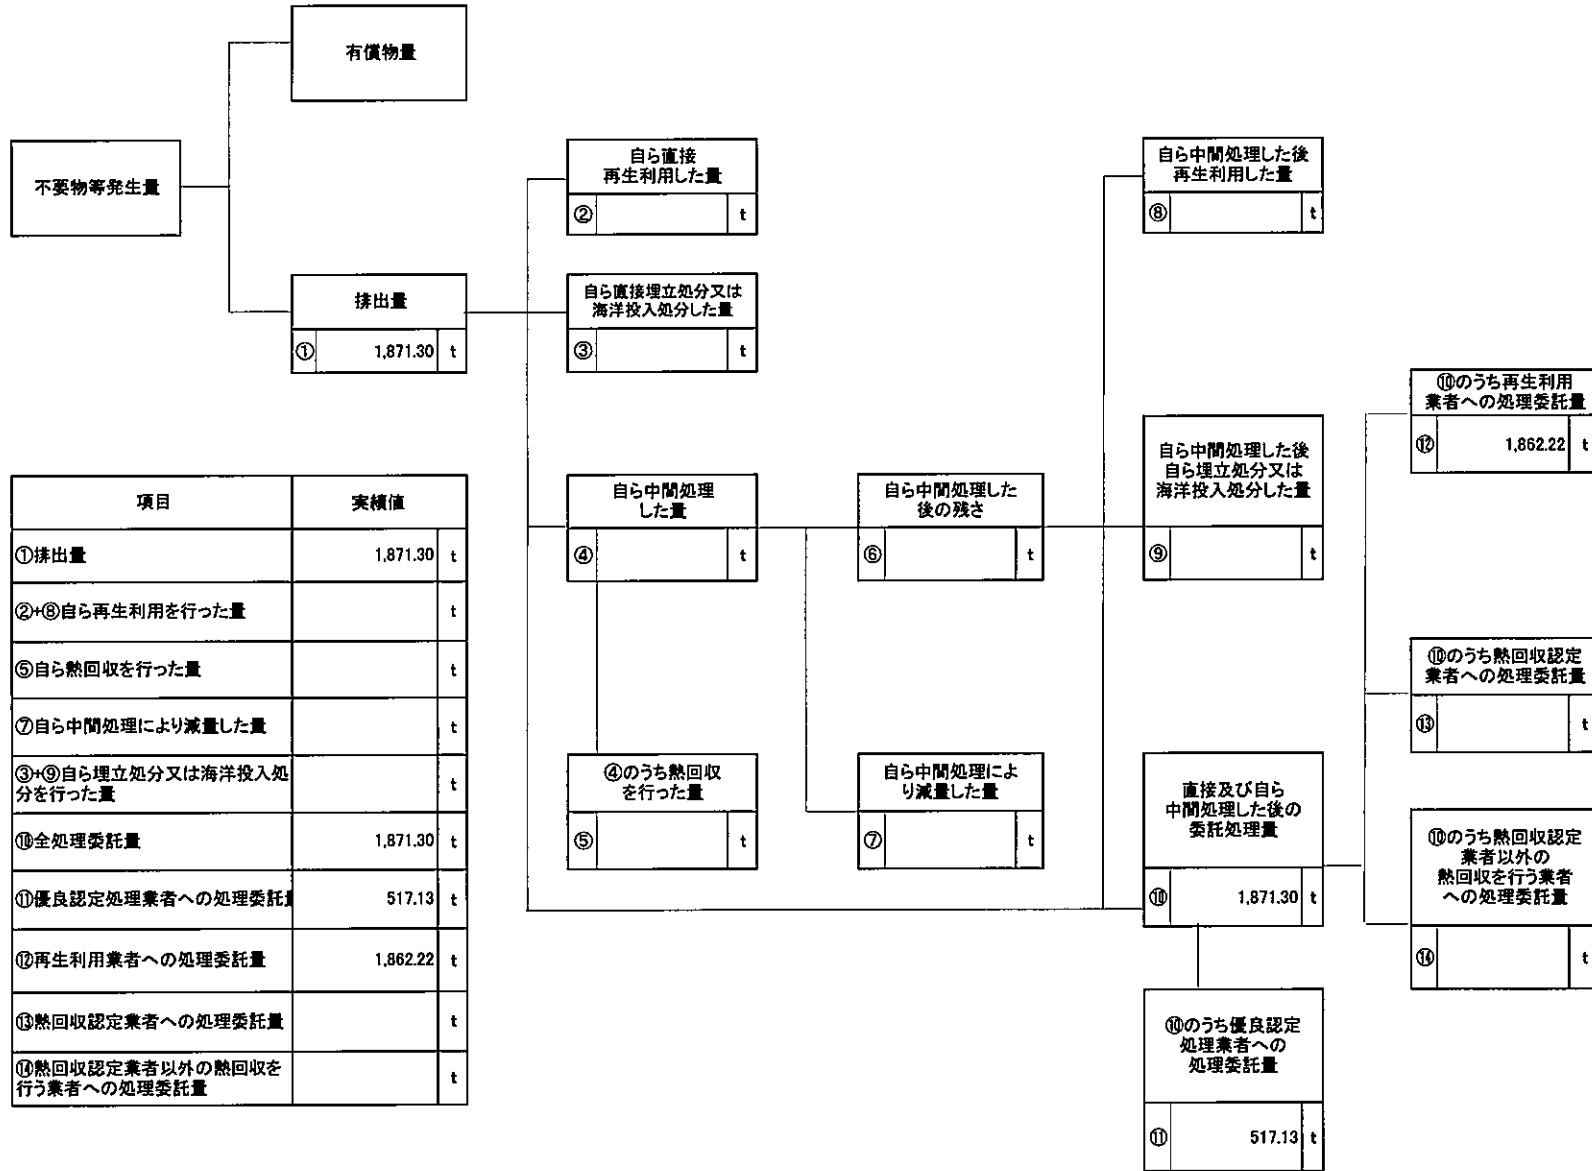 有償物量
不要物等発生量
排出量
① 1,871.30 t
自ら直接
再生利用した量
② t
自ら直接埋立処分又は
海洋投入処分した量
③ t
自ら中間処理
した量
④ t
④のうち熱回収
を行った量
⑤ t
自ら中間処理した
後の残さ
⑥ t
自ら中間処理によ
り減量した量
⑦ t
自ら中間処理した後
再生利用した量
⑧ t
自ら中間処理した後
自ら埋立処分又は
海洋投入処分した量
⑨ t
直接及び自ら
中間処理した後の
委託処理量
⑩ 1,871.30 t
⑩のうち優良認定
処理業者への
処理委託量
⑪ 517.13 t
⑩のうち再生利用
業者への処理委託量
⑫ 1,862.22 t
⑩のうち熱回収認定
業者への処理委託量
⑬ t
⑩のうち熱回収認定
業者以外の
熱回収を行う業者
への処理委託量
⑭ t
項目 実績値
①排出量 1,871.30 t
②+⑧自ら再生利用を行った量 t
⑤自ら熱回収を行った量 t
⑦自ら中間処理により減量した量 t
③+⑨自ら埋立処分又は海洋投入処
分を行った量 t
⑩全処理委託量 1,871.30 t
⑪優良認定処理業者への処理委託量 517.13 t
⑫再生利用業者への処理委託量 1,862.22 t
⑬熱回収認定業者への処理委託量 t
⑭熱回収認定業者以外の熱回収を
行う業者への処理委託量 t